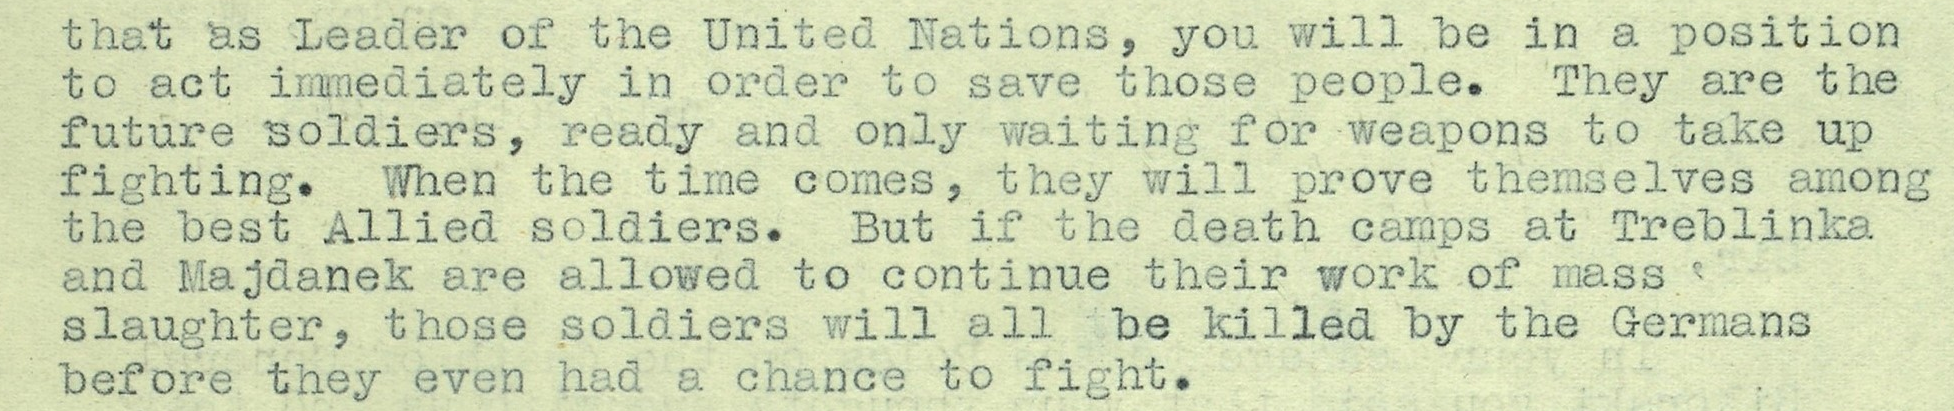 that as Leader of the United Nations, you will be in a position
to act immediately in order to save those people.  They are the
future soldiers, ready and only waiting for weapons to take up
fighting.  When the time comes, they will prove themselves among
the best Allied soldiers.  But if the death camps at Treblinka
and Majdanek are allowed to continue their work of mass
slaughter, those soldiers will all be killed by the Germans
before they even had a chance to fight.